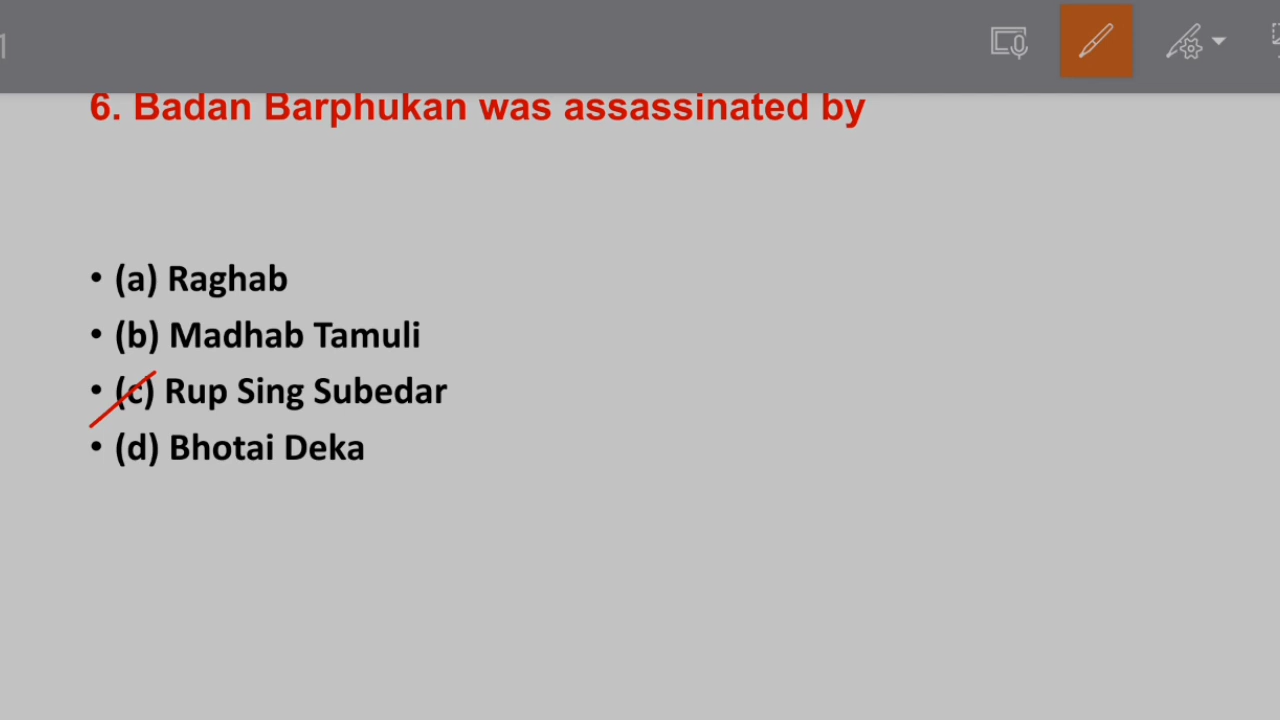 6. Badan Barphukan was assassinated by
• (a) Raghab
• (b) Madhab Tamuli
• (c) Rup Sing Subedar
• (d) Bhotai Deka